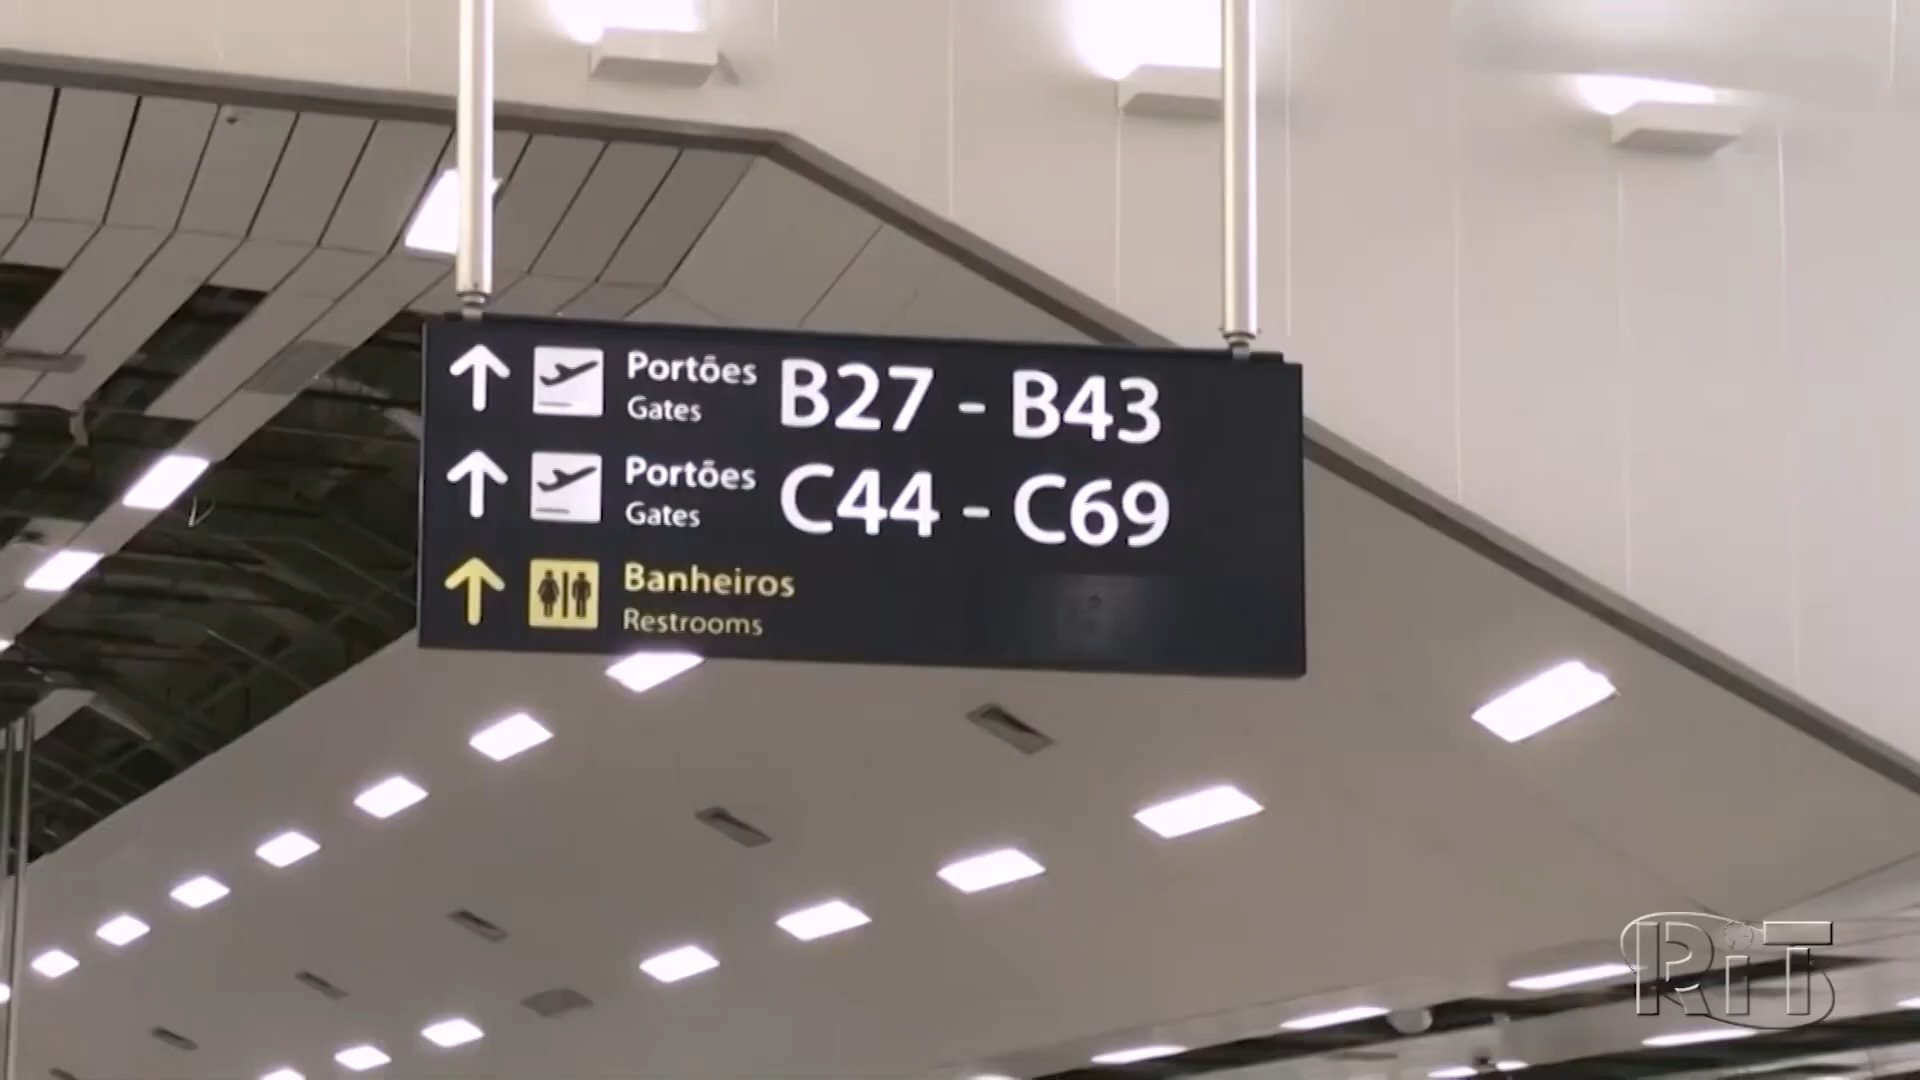 Portões B27 - B43
Gates
Portões C44 - C69
Gates
Banheiros
Restrooms
RiT